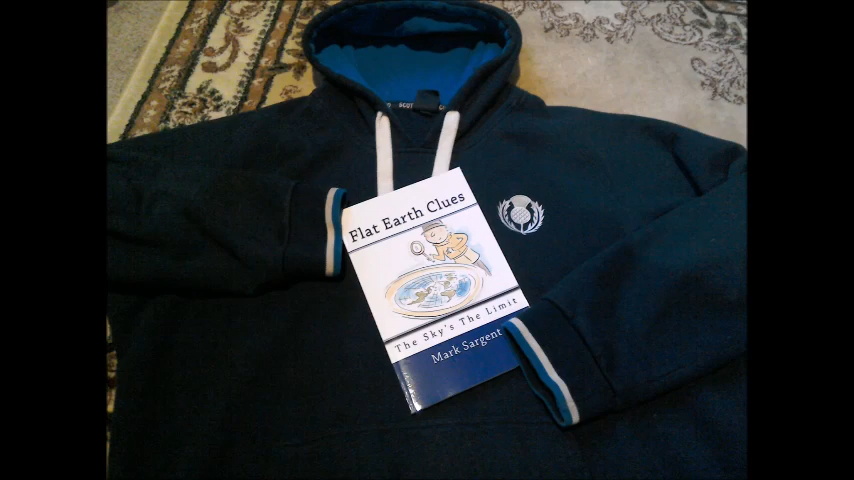 Flat Earth Clues
The Sky's The Limit
Mark Sargent